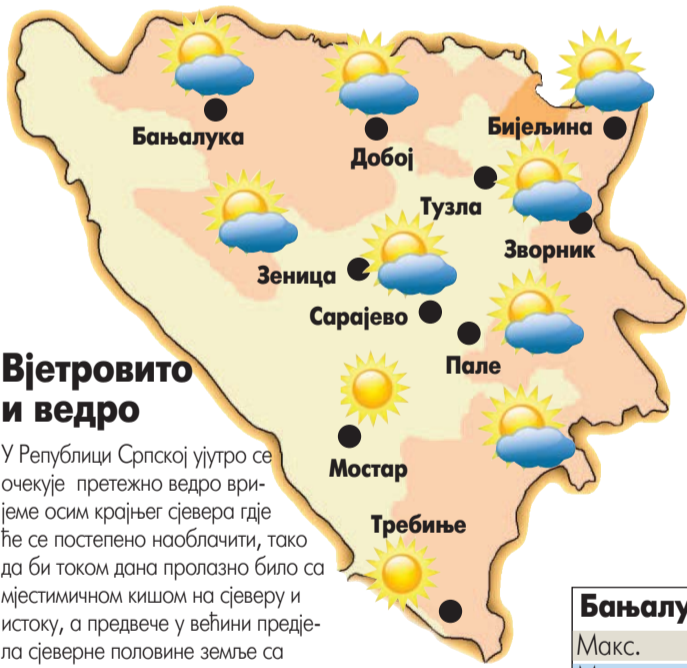 Бањалука
Добој
Бијељина
Тузла
Зворник
Зеница
Сарајево
Пале
Мостар
Требиње
Вјетровито
и ведро
У Републици Српској ујутро се
очекује претежно ведро ври-
јеме осим крајњег сјевера гдје
ће се постепено наоблачити, тако
да би током дана пролазно било са
мјестимичном кишом на сјеверу и
истоку, а предвече у већини предје-
ла сјеверне половине земље са
Макс.